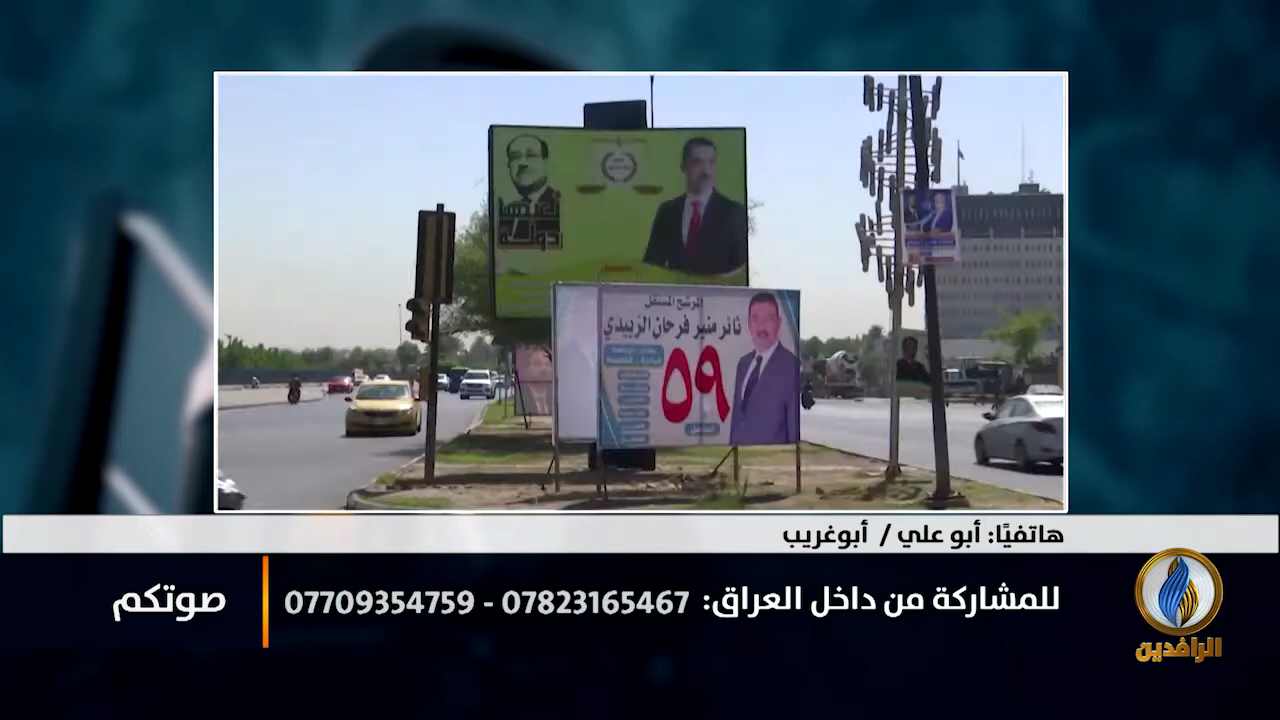 المرشح المستقل
ثائر منير فرحان الزبيدي
٥٩
هاتفيًا: أبو علي / أبوغريب
للمشاركة من داخل العراق: 07823165467 - 07709354759
صوتكم
الرافدين